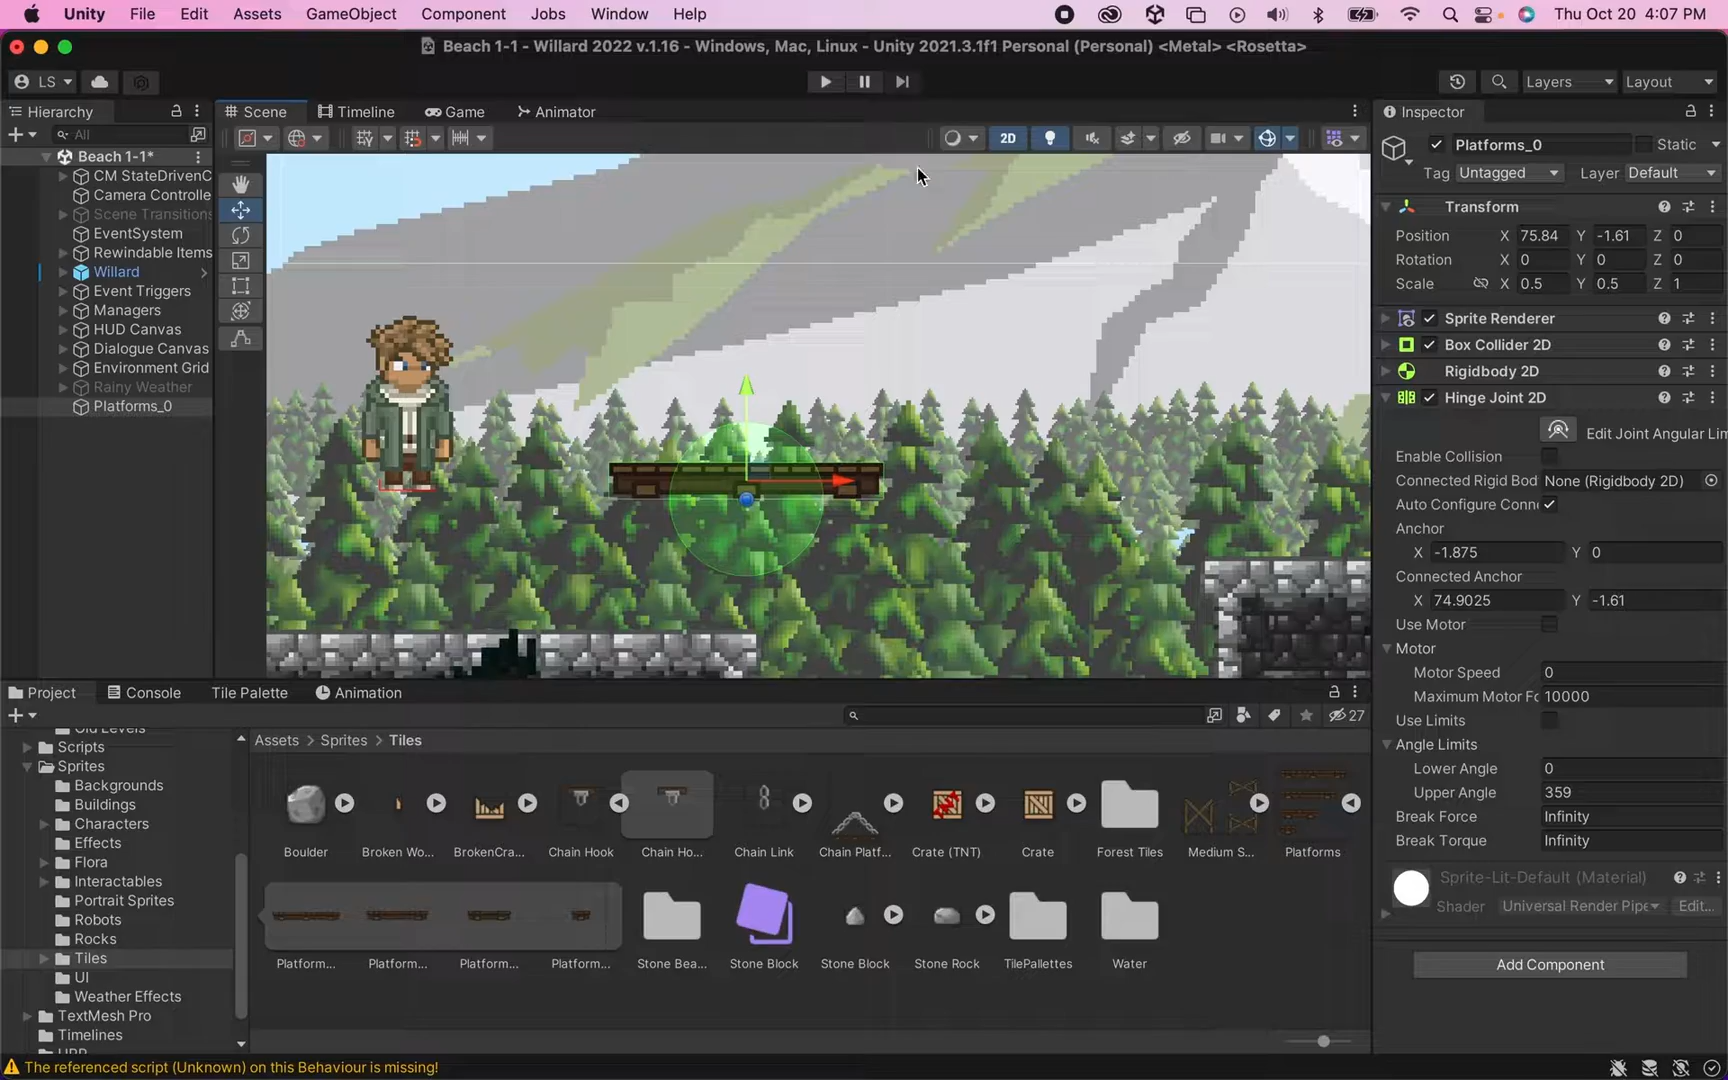 Unity File Edit Assets GameObject Component Jobs Window Help Thu Oct 20 4:07 PM
Beach 1-1 - Willard 2022 v.1.16 - Windows, Mac, Linux - Unity 2021.3.1f1 Personal (Personal) <Metal> <Rosetta>
LS Layers Layout
Hierarchy Scene Timeline Game Animator Inspector
All 2D
Beach 1-1*
CM StateDrivenC
Camera Controlle
Scene Transitions
EventSystem
Rewindable Items
Willard
Event Triggers
Managers
HUD Canvas
Dialogue Canvas
Environment Grid
Rainy Weather
Platforms_0
Platforms_0 Static
Tag Untagged Layer Default
Transform
Position X 75.84 Y -1.61 Z 0
Rotation X 0 Y 0 Z 0
Scale X 0.5 Y 0.5 Z 1
Sprite Renderer
Box Collider 2D
Rigidbody 2D
Hinge Joint 2D
Edit Joint Angular Lim
Enable Collision
Connected Rigid Bod None (Rigidbody 2D)
Auto Configure Conn
Anchor
X -1.875 Y 0
Connected Anchor
X 74.9025 Y -1.61
Use Motor
Motor
Motor Speed 0
Maximum Motor Fo 10000
Use Limits
Angle Limits
Lower Angle 0
Upper Angle 359
Break Force Infinity
Break Torque Infinity
Sprite-Lit-Default (Material)
Shader Universal Render Pipe Edit...
Add Component
Project Console Tile Palette Animation
27
Old Levels
Scripts
Sprites
Backgrounds
Buildings
Characters
Effects
Flora
Interactables
Portrait Sprites
Robots
Rocks
Tiles
UI
Weather Effects
TextMesh Pro
Timelines
Assets > Sprites > Tiles
Boulder Broken Wo... BrokenCra... Chain Hook Chain Ho... Chain Link Chain Platf... Crate (TNT) Crate Forest Tiles Medium S... Platforms
Platform... Platform... Platform... Platform... Stone Bea... Stone Block Stone Block Stone Rock TilePallettes Water
The referenced script (Unknown) on this Behaviour is missing!